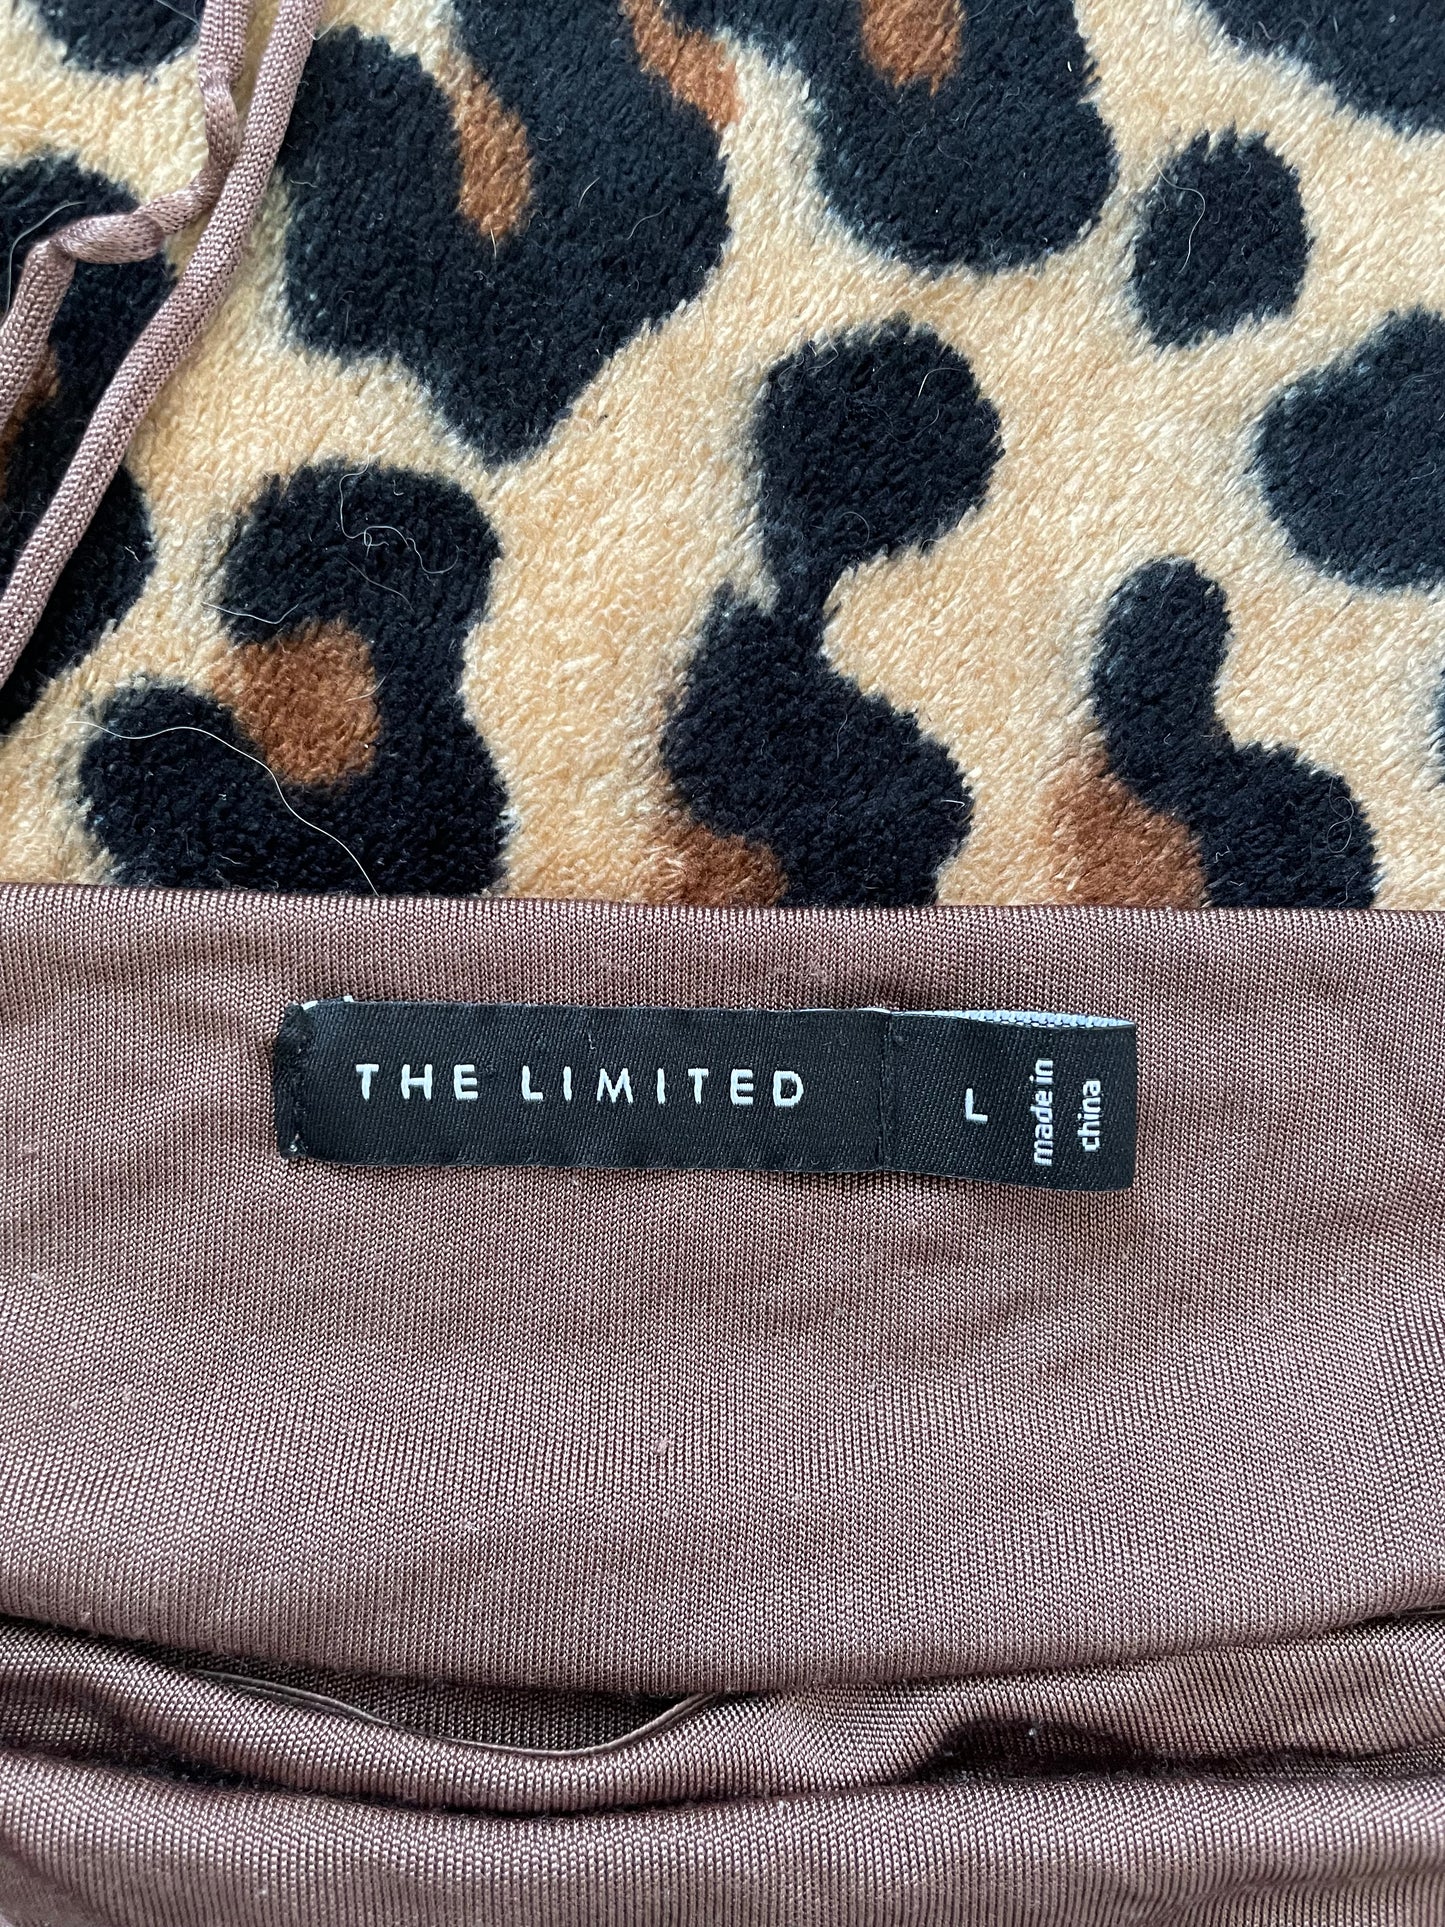 THE LIMITED
L
made in
china